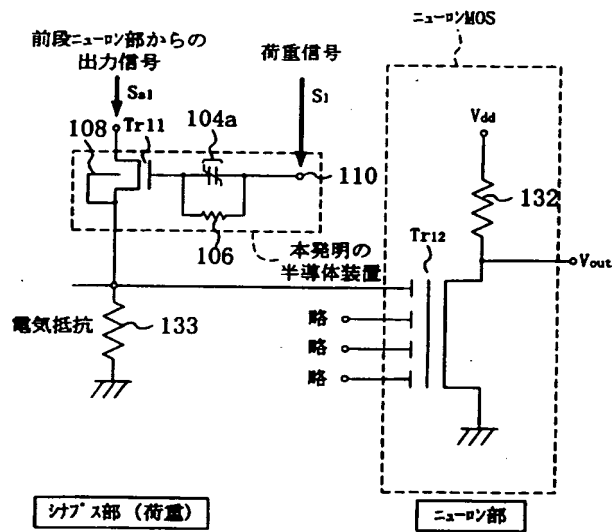 ニューロンMOS
前段ニューロン部からの
出力信号
荷重信号
Sa1
S1
Vdd
108
Tr11
104a
110
132
106
本発明の
半導体装置
Tr12
Vout
電気抵抗
133
略
略
略
シナプス部 (荷重)
ニューロン部